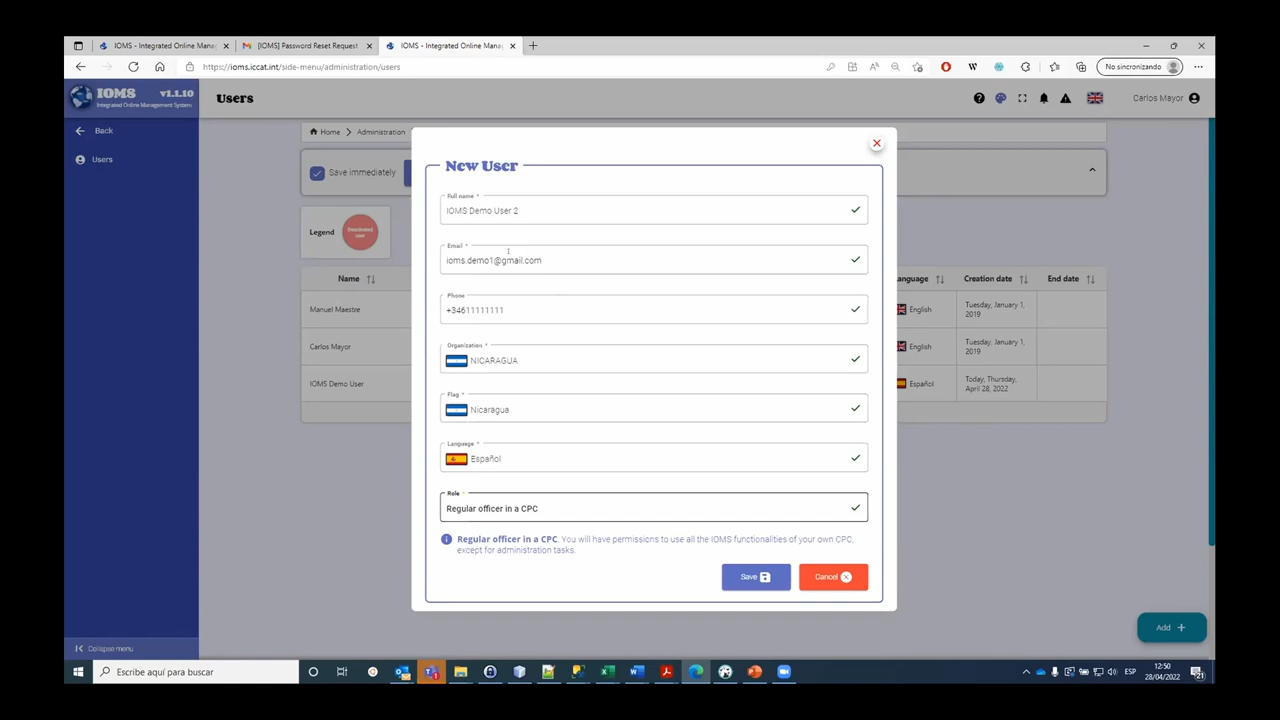 IOMS - Integrated Online Manag
[IOMS] Password Reset Request
IOMS - Integrated Online Manag
https://ioms.iccat.int/side-menu/administration/users
No sincronizando
IOMS v1.1.10
Integrated Online Management System
Users
Carlos Mayor
Back
Users
Home > Administration
Save immediately
Legend
Deactivated user
Name
anguage
Creation date
End date
Manuel Maestre
English
Tuesday, January 1, 2019
Carlos Mayor
English
Tuesday, January 1, 2019
IOMS Demo User
Español
Today, Thursday, April 28, 2022
New User
Full name *
IOMS Demo User 2
Email *
ioms.demo1@gmail.com
Phone
+34611111111
Organization *
NICARAGUA
Flag *
Nicaragua
Language *
Español
Role *
Regular officer in a CPC
Regular officer in a CPC. You will have permissions to use all the IOMS functionalities of your own CPC,
except for administration tasks.
Save
Cancel
Add +
Collapse menu
Escribe aquí para buscar
ESP
12:50
28/04/2022